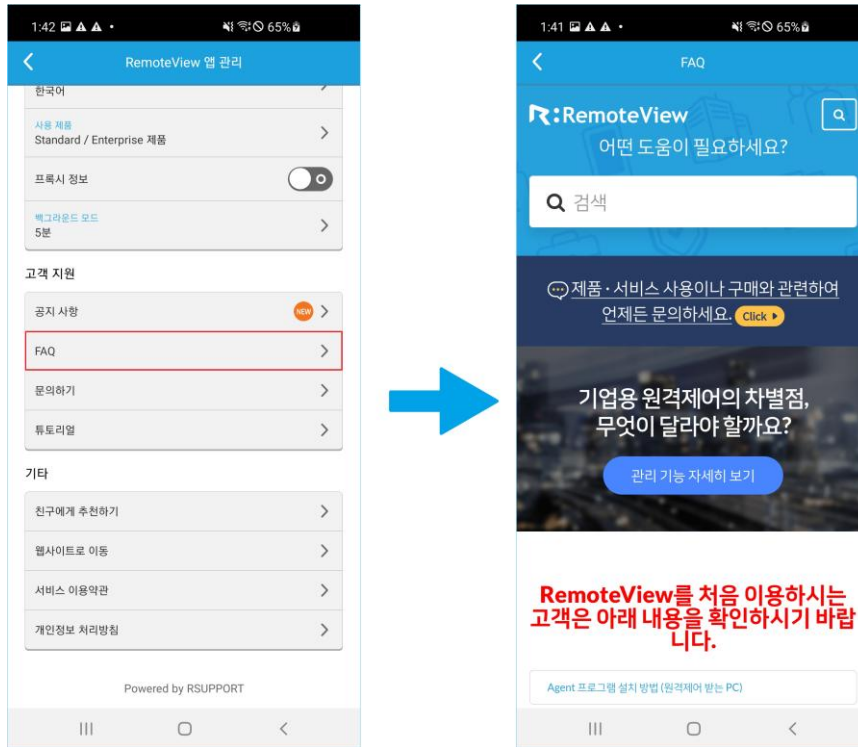 1:42
65%
RemoteView 앱 관리
한국어
사용 제품
Standard / Enterprise 제품
프록시 정보
백그라운드 모드
5분
고객 지원
공지 사항
NEW
FAQ
문의하기
튜토리얼
기타
친구에게 추천하기
웹사이트로 이동
서비스 이용약관
개인정보 처리방침
Powered by RSUPPORT
1:41
65%
FAQ
RemoteView
어떤 도움이 필요하세요?
검색
제품·서비스 사용이나 구매와 관련하여
언제든 문의하세요. Click
기업용 원격제어의 차별점,
무엇이 달라야 할까요?
관리 기능 자세히 보기
RemoteView를 처음 이용하시는
고객은 아래 내용을 확인하시기 바랍
니다.
Agent 프로그램 설치 방법 (원격제어 받는 PC)